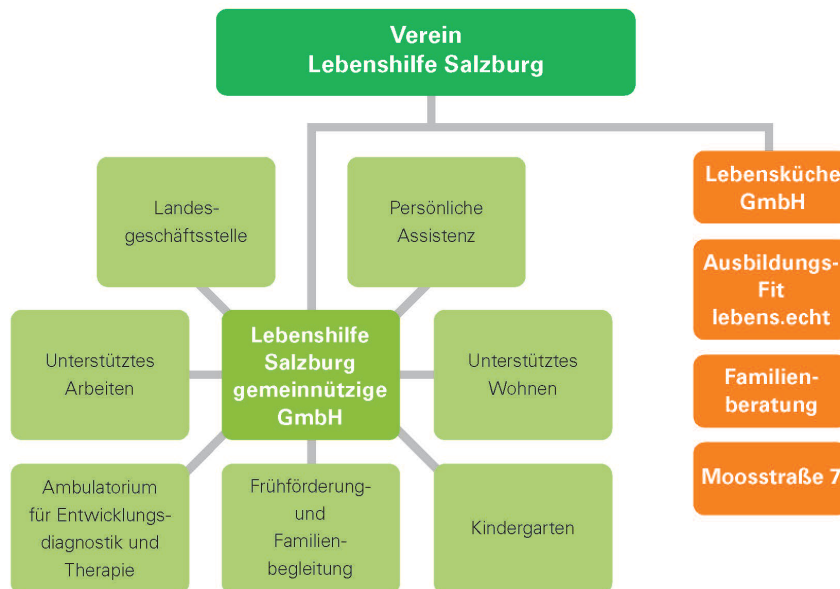 Verein
Lebenshilfe Salzburg
Landes-
geschäftsstelle
Persönliche
Assistenz
Lebensküche
GmbH
Ausbildungs-
Fit
lebens.echt
Unterstütztes
Arbeiten
Lebenshilfe
Salzburg
gemeinnützige
GmbH
Unterstütztes
Wohnen
Familien-
beratung
Ambulatorium
für Entwicklungs-
diagnostik und
Therapie
Frühförderung-
und
Familien-
begleitung
Kindergarten
Moosstraße 7